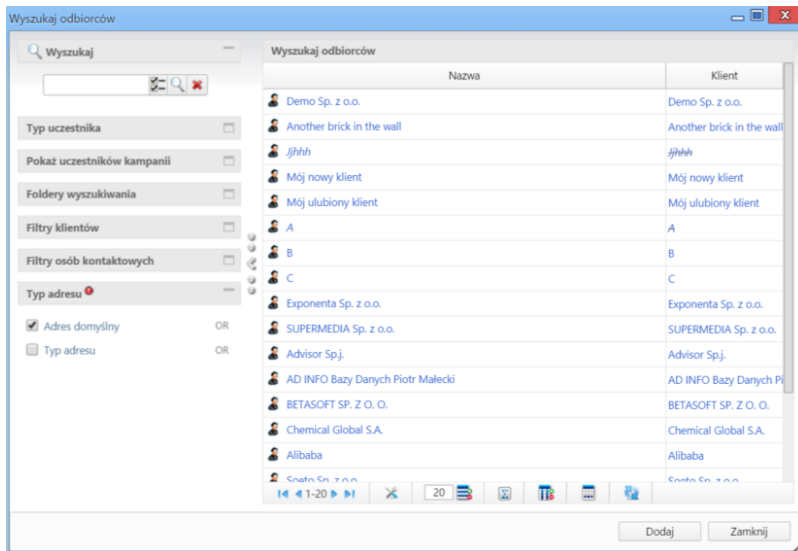 Wyszukaj odbiorców
Wyszukaj
Typ uczestnika
Pokaż uczestników kampanii
Foldery wyszukiwania
Filtry klientów
Filtry osób kontaktowych
Typ adresu
Adres domyślny OR
Typ adresu OR
Wyszukaj odbiorców
Nazwa Klient
Demo Sp. z o.o. Demo Sp. z o.o.
Another brick in the wall Another brick in the wall
Jjhhh Jjhhh
Mój nowy klient Mój nowy klient
Mój ulubiony klient Mój ulubiony klient
A A
B B
C C
Exponenta Sp. z o.o. Exponenta Sp. z o.o.
SUPERMEDIA Sp. z o.o. SUPERMEDIA Sp. z o.o.
Advisor Sp.j. Advisor Sp.j.
AD INFO Bazy Danych Piotr Małecki AD INFO Bazy Danych Pi
BETASOFT SP. Z O. O. BETASOFT SP. Z O. O.
Chemical Global S.A. Chemical Global S.A.
Alibaba Alibaba
1-20 20
Dodaj Zamknij